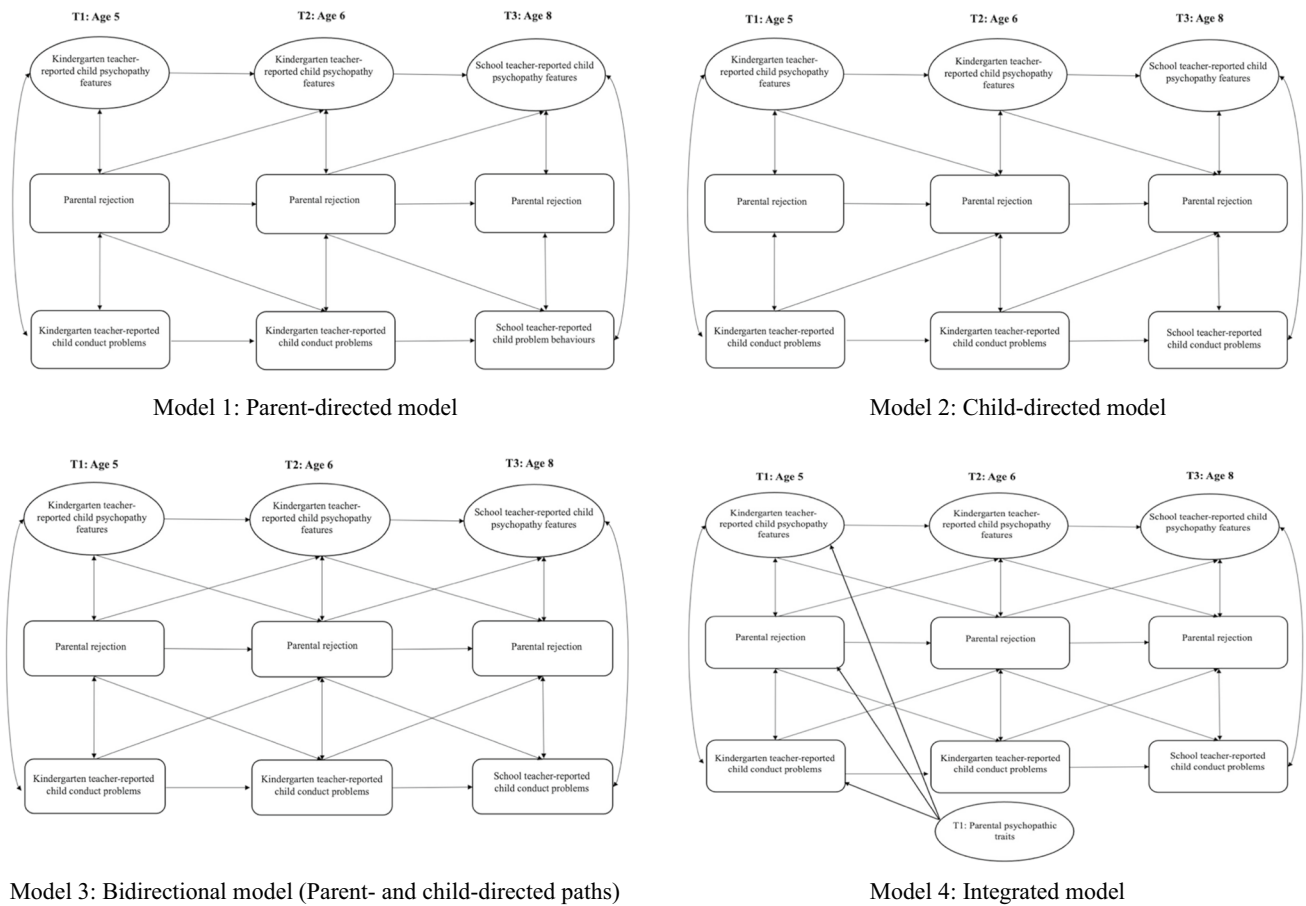 T1: Age 5
T2: Age 6
T3: Age 8
Kindergarten teacher-
reported child psychopathy
features
Kindergarten teacher-
reported child psychopathy
features
School teacher-reported child
psychopathy features
Parental rejection
Parental rejection
Parental rejection
Kindergarten teacher-reported
child conduct problems
Kindergarten teacher-reported
child conduct problems
School teacher-reported
child problem behaviours
Model 1: Parent-directed model
T1: Age 5
T2: Age 6
T3: Age 8
Kindergarten teacher-
reported child psychopathy
features
Kindergarten teacher-
reported child psychopathy
features
School teacher-reported child
psychopathy features
Parental rejection
Parental rejection
Parental rejection
Kindergarten teacher-reported
child conduct problems
Kindergarten teacher-reported
child conduct problems
School teacher-reported
child conduct problems
Model 2: Child-directed model
T1: Age 5
T2: Age 6
T3: Age 8
Kindergarten teacher-
reported child psychopathy
features
Kindergarten teacher-
reported child psychopathy
features
School teacher-reported child
psychopathy features
Parental rejection
Parental rejection
Parental rejection
Kindergarten teacher-reported
child conduct problems
Kindergarten teacher-reported
child conduct problems
School teacher-reported
child conduct problems
Model 3: Bidirectional model (Parent- and child-directed paths)
T1: Age 5
T2: Age 6
T3: Age 8
Kindergarten teacher-
reported child psychopathy
features
Kindergarten teacher-
reported child psychopathy
features
School teacher-reported child
psychopathy features
Parental rejection
Parental rejection
Parental rejection
Kindergarten teacher-reported
child conduct problems
Kindergarten teacher-reported
child conduct problems
School teacher-reported
child conduct problems
T1: Parental psychopathic
traits
Model 4: Integrated model